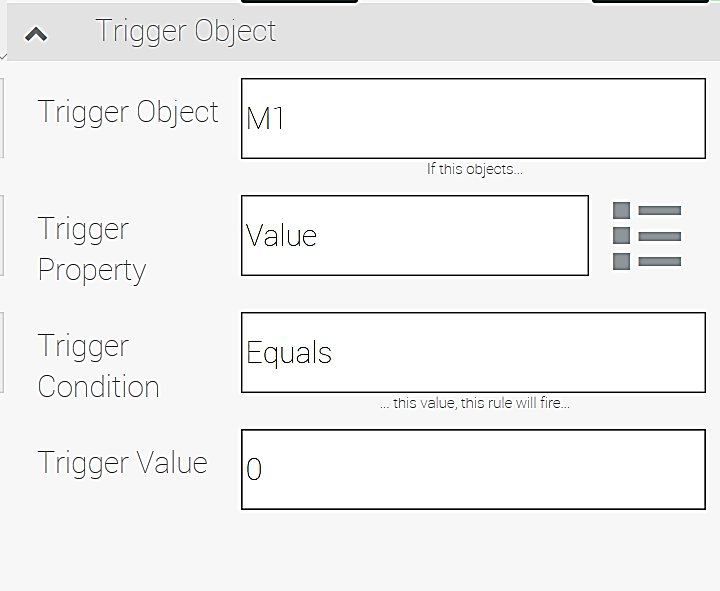 Trigger Object
Trigger Object
M1
If this objects...
Trigger
Property
Value
Trigger
Condition
Equals
... this value, this rule will fire...
Trigger Value
0